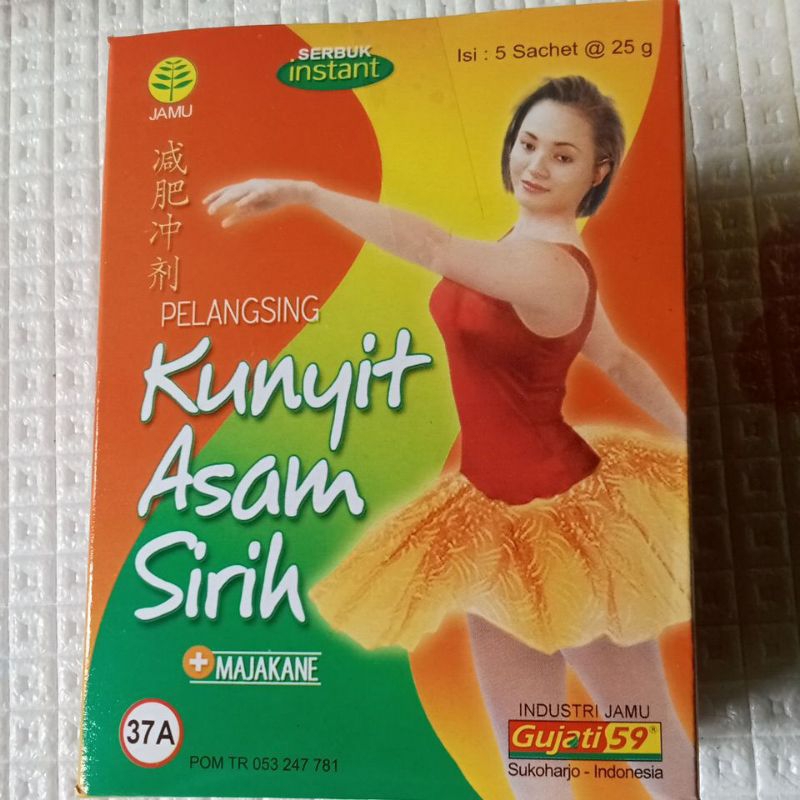 SERBUK
instant
Isi : 5 Sachet @ 25 g
JAMU
减肥冲剂
PELANGSING
Kunyit
Asam
Sirih
+ MAJAKANE
37A
POM TR 053 247 781
INDUSTRI JAMU
Gujati 59®
Sukoharjo - Indonesia